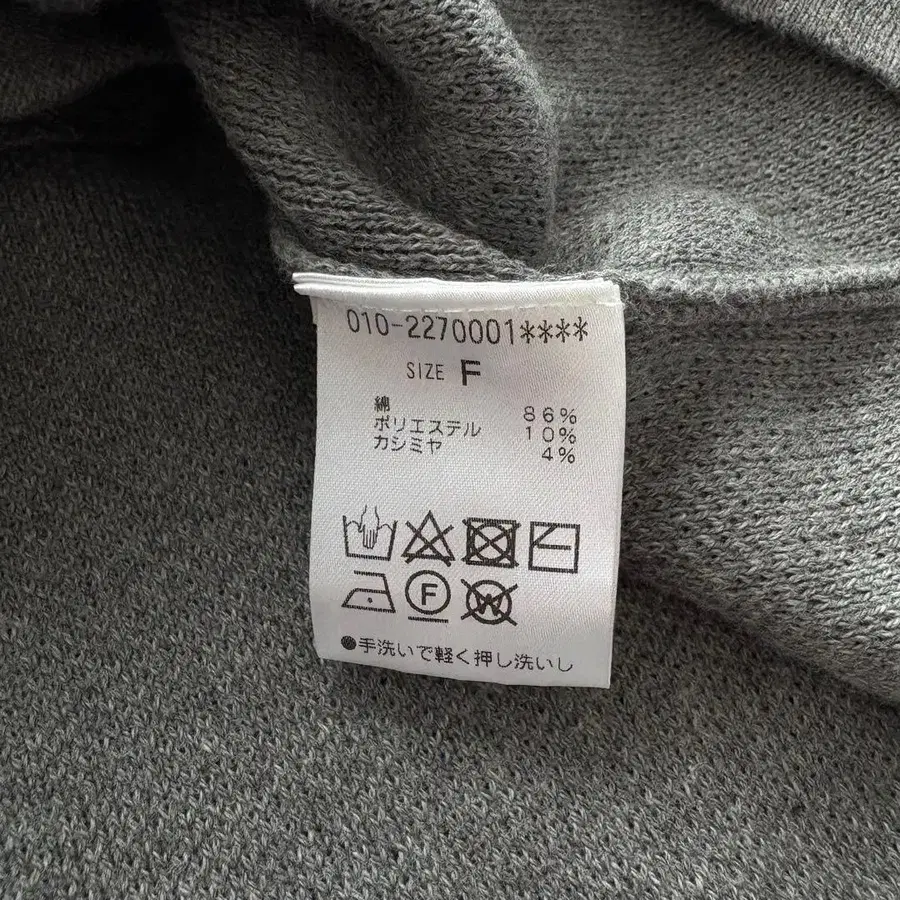 010-2270001****
SIZE F
綿 86%
ポリエステル 10%
カシミヤ 4%
F
W
●手洗いで軽く押し洗いし